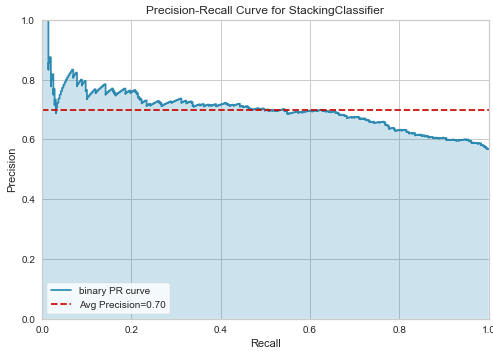 Precision-Recall Curve for StackingClassifier
1.0
0.8
0.6
0.4
0.2
0.0
Precision
binary PR curve
Avg Precision=0.70
0.0 0.2 0.4 0.6 0.8 1.0
Recall